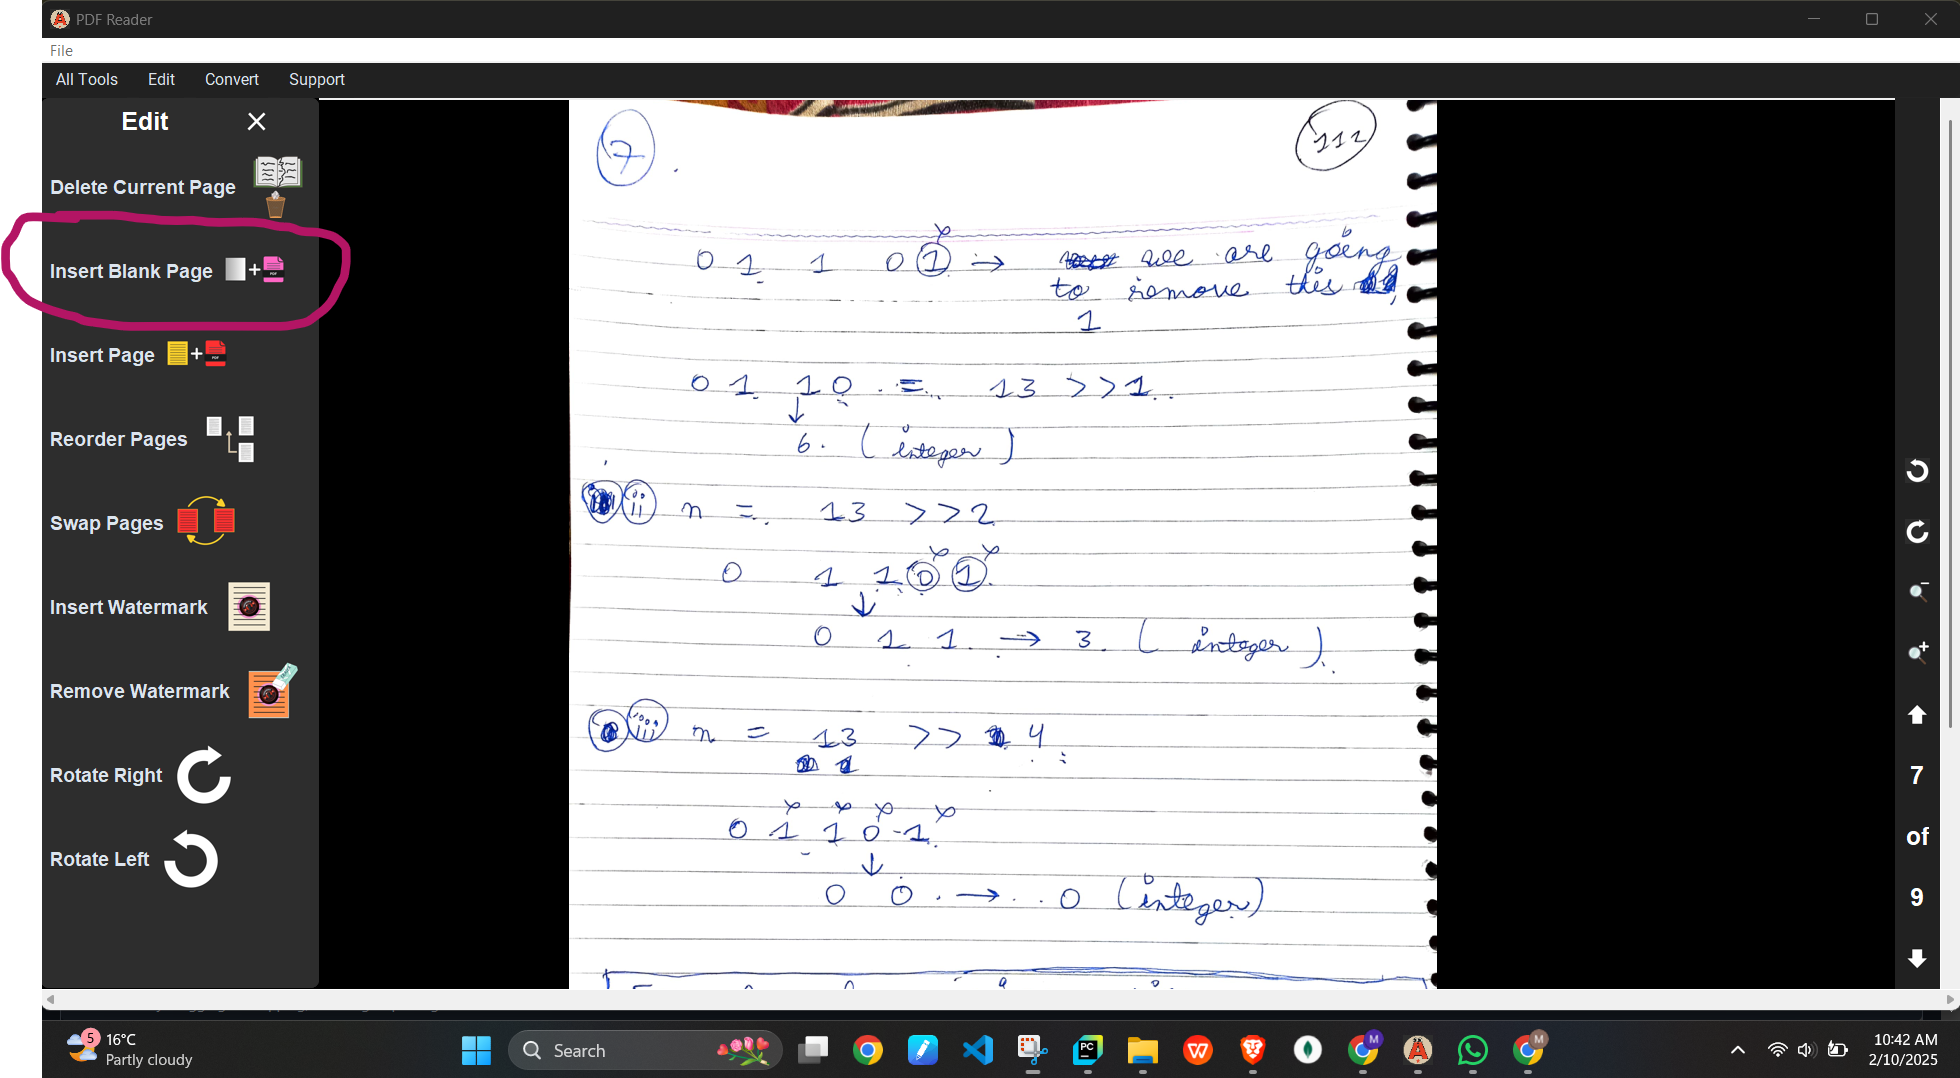 PDF Reader
File
All Tools Edit Convert Support
Edit
Delete Current Page
Insert Blank Page
Insert Page
Reorder Pages
Swap Pages
Insert Watermark
Remove Watermark
Rotate Right
Rotate Left
7
112
0 1 1 0 1 → we are going
to remove this
1
0 1 1 0 = 13 >> 1
↓
6. (integer)
ii n = 13 >> 2
0 1 1 0 1
↓
0 1 1 → 3. (integer).
iii n = 13 >> 4
0 1 1 0 1
↓
0 0 → 0 (integer)
7
of
9
5
16°C
Partly cloudy
Search
PC
M
M
10:42 AM
2/10/2025